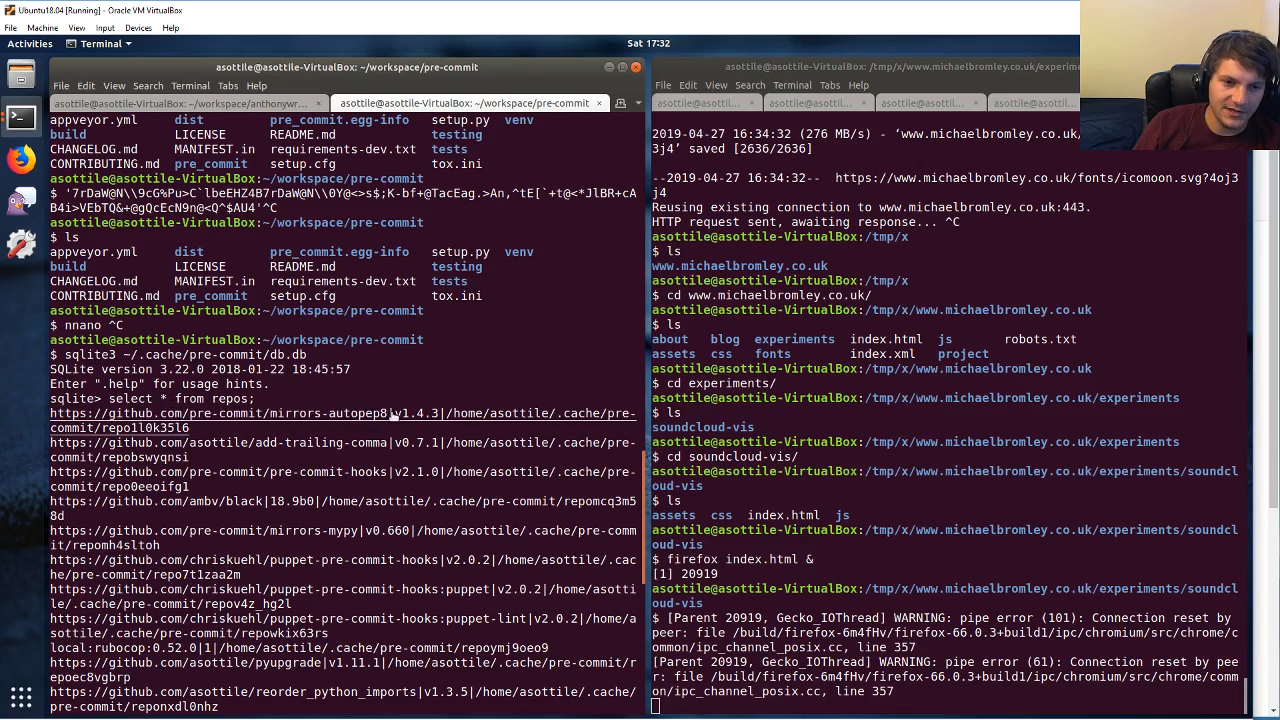 Ubuntu18.04 [Running] - Oracle VM VirtualBox
File Machine View Input Devices Help
Activities Terminal Sat 17:32
asottile@asottile-VirtualBox: ~/workspace/pre-commit
File Edit View Search Terminal Tabs Help
asottile@asottile-VirtualBox: ~/workspace/anthonywr... × asottile@asottile-VirtualBox: ~/workspace/pre-commit ×
appveyor.yml dist pre_commit.egg-info setup.py venv
build LICENSE README.md testing
CHANGELOG.md MANIFEST.in requirements-dev.txt tests
CONTRIBUTING.md pre_commit setup.cfg tox.ini
asottile@asottile-VirtualBox:~/workspace/pre-commit
$ '7rDaW@N\\9cG%Pu>C`lbeEHZ4B7rDaW@N\\0Y@<>s$;K-bf+@TacEag.>An,^tE[`+t@<*JlBR+cA
AB4i>VEbTQ&+@gQcEcN9n@<Q^$AU4'^C
asottile@asottile-VirtualBox:~/workspace/pre-commit
$ ls
appveyor.yml dist pre_commit.egg-info setup.py venv
build LICENSE README.md testing
CHANGELOG.md MANIFEST.in requirements-dev.txt tests
CONTRIBUTING.md pre_commit setup.cfg tox.ini
asottile@asottile-VirtualBox:~/workspace/pre-commit
$ nnano ^C
asottile@asottile-VirtualBox:~/workspace/pre-commit
$ sqlite3 ~/.cache/pre-commit/db.db
SQLite version 3.22.0 2018-01-22 18:45:57
Enter ".help" for usage hints.
sqlite> select * from repos;
https://github.com/pre-commit/mirrors-autopep8|v1.4.3|/home/asottile/.cache/pre-
commit/repo1l0k35l6
https://github.com/asottile/add-trailing-comma|v0.7.1|/home/asottile/.cache/pre-
commit/repobswyqnsi
https://github.com/pre-commit/pre-commit-hooks|v2.1.0|/home/asottile/.cache/pre-
commit/repo0eeoifg1
https://github.com/ambv/black|18.9b0|/home/asottile/.cache/pre-commit/repomcq3m5
8d
https://github.com/pre-commit/mirrors-mypy|v0.660|/home/asottile/.cache/pre-comm
it/repomh4sltoh
https://github.com/chriskuehl/puppet-pre-commit-hooks|v2.0.2|/home/asottile/.cac
he/pre-commit/repo7t1zaa2m
https://github.com/chriskuehl/puppet-pre-commit-hooks:puppet|v2.0.2|/home/asotti
le/.cache/pre-commit/repov4z_hg2l
https://github.com/chriskuehl/puppet-pre-commit-hooks:puppet-lint|v2.0.2|/home/a
sottile/.cache/pre-commit/repowkix63rs
local:rubocop:0.52.0|1|/home/asottile/.cache/pre-commit/repoymj9oeo9
https://github.com/asottile/pyupgrade|v1.11.1|/home/asottile/.cache/pre-commit/r
epoec8vgbrp
https://github.com/asottile/reorder_python_imports|v1.3.5|/home/asottile/.cache/
pre-commit/reponxdl0nhz
asottile@asottile-VirtualBox: /tmp/x/www.michaelbromley.co.uk/experime
File Edit View Search Terminal Tabs Help
asottile@asottil... × asottile@asottil... × asottile@asottil... × asottile@asottil...
2019-04-27 16:34:32 (276 MB/s) - ‘www.michaelbromley.co.uk/
3j4’ saved [2636/2636]
--2019-04-27 16:34:32-- https://www.michaelbromley.co.uk/fonts/icomoon.svg?4oj3
j4
Reusing existing connection to www.michaelbromley.co.uk:443.
HTTP request sent, awaiting response... ^C
asottile@asottile-VirtualBox:/tmp/x
$ ls
www.michaelbromley.co.uk
asottile@asottile-VirtualBox:/tmp/x
$ cd www.michaelbromley.co.uk/
asottile@asottile-VirtualBox:/tmp/x/www.michaelbromley.co.uk
$ ls
about blog experiments index.html js robots.txt
assets css fonts index.xml project
asottile@asottile-VirtualBox:/tmp/x/www.michaelbromley.co.uk
$ cd experiments/
asottile@asottile-VirtualBox:/tmp/x/www.michaelbromley.co.uk/experiments
$ ls
soundcloud-vis
asottile@asottile-VirtualBox:/tmp/x/www.michaelbromley.co.uk/experiments
$ cd soundcloud-vis/
asottile@asottile-VirtualBox:/tmp/x/www.michaelbromley.co.uk/experiments/soundcl
oud-vis
$ ls
assets css index.html js
asottile@asottile-VirtualBox:/tmp/x/www.michaelbromley.co.uk/experiments/soundcl
oud-vis
$ firefox index.html &
[1] 20919
asottile@asottile-VirtualBox:/tmp/x/www.michaelbromley.co.uk/experiments/soundcl
oud-vis
$ [Parent 20919, Gecko_IOThread] WARNING: pipe error (101): Connection reset by
peer: file /build/firefox-6m4fHv/firefox-66.0.3+build1/ipc/chromium/src/chrome/c
ommon/ipc_channel_posix.cc, line 357
[Parent 20919, Gecko_IOThread] WARNING: pipe error (61): Connection reset by pee
r: file /build/firefox-6m4fHv/firefox-66.0.3+build1/ipc/chromium/src/chrome/comm
on/ipc_channel_posix.cc, line 357